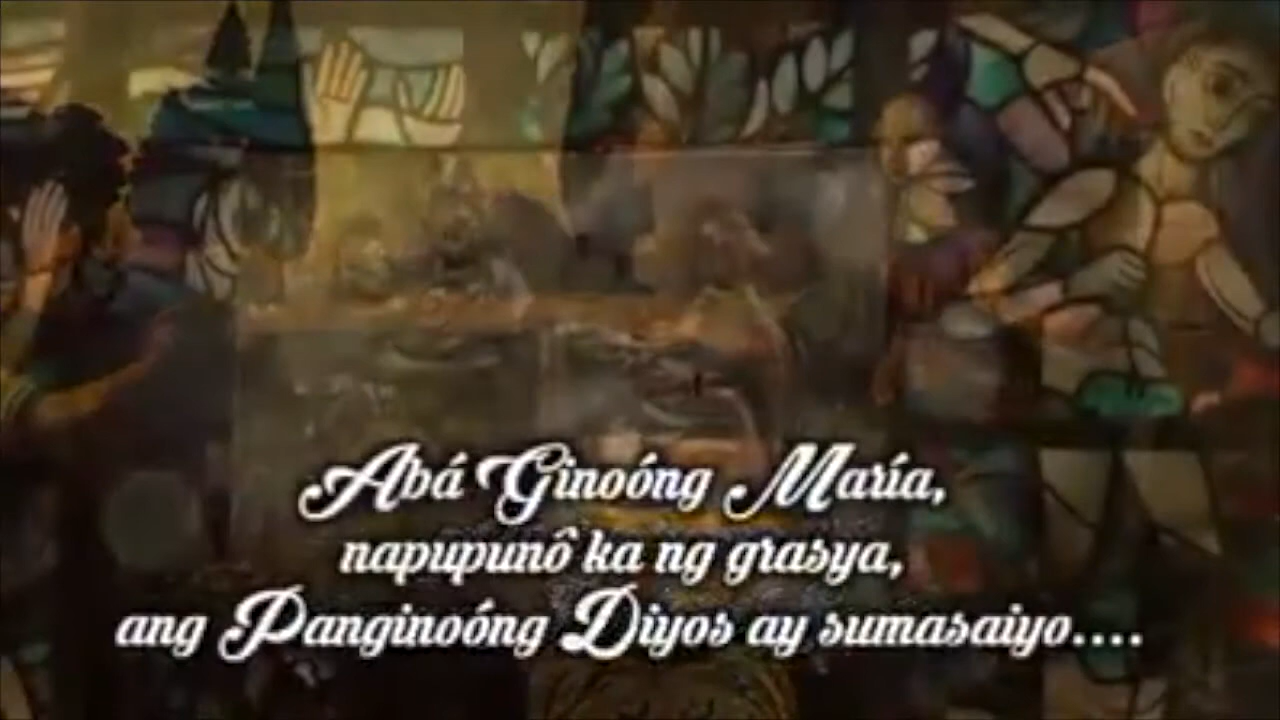 Abá Ginoóng María,
napupunô ka ng grasya,
ang Panginoóng Diyos ay sumasaiyo....